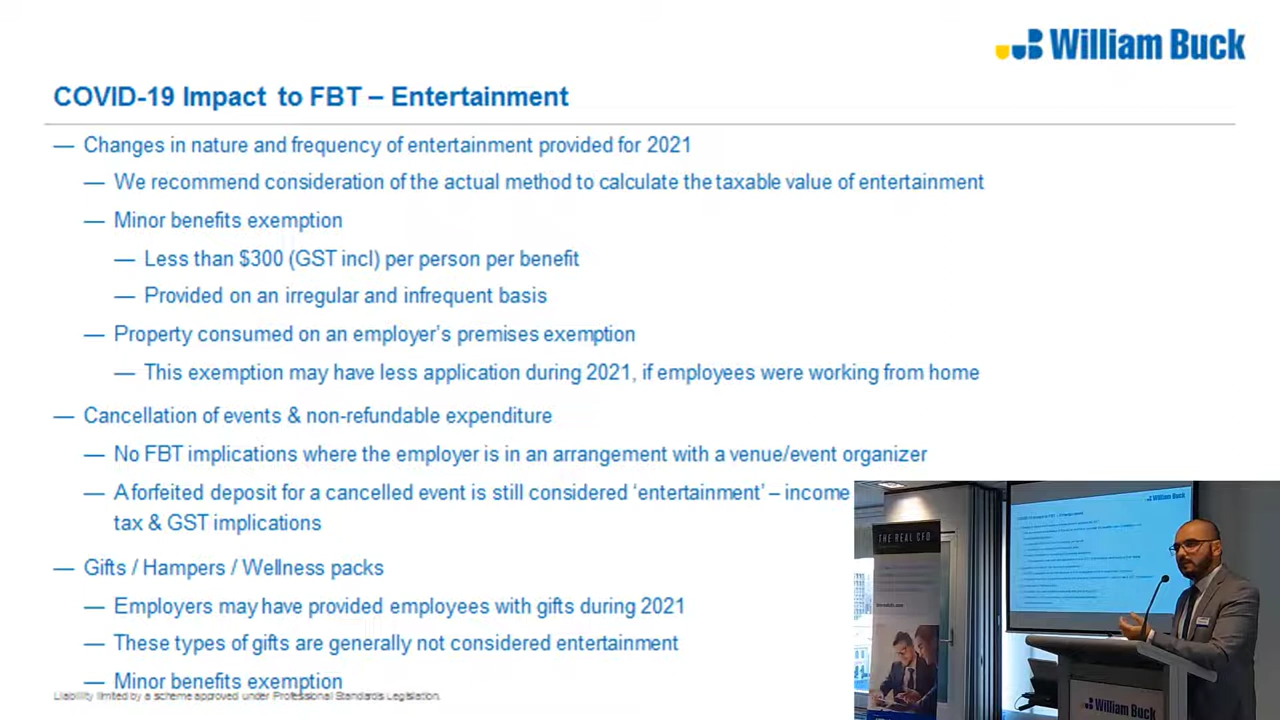 William Buck
COVID-19 Impact to FBT – Entertainment
— Changes in nature and frequency of entertainment provided for 2021
— We recommend consideration of the actual method to calculate the taxable value of entertainment
— Minor benefits exemption
— Less than $300 (GST incl) per person per benefit
— Provided on an irregular and infrequent basis
— Property consumed on an employer's premises exemption
— This exemption may have less application during 2021, if employees were working from home
— Cancellation of events & non-refundable expenditure
— No FBT implications where the employer is in an arrangement with a venue/event organizer
— A forfeited deposit for a cancelled event is still considered 'entertainment' – income
tax & GST implications
— Gifts / Hampers / Wellness packs
— Employers may have provided employees with gifts during 2021
— These types of gifts are generally not considered entertainment
— Minor benefits exemption
Liability limited by a scheme approved under Professional Standards Legislation.
William Buck
THE REAL CFO
William Buck